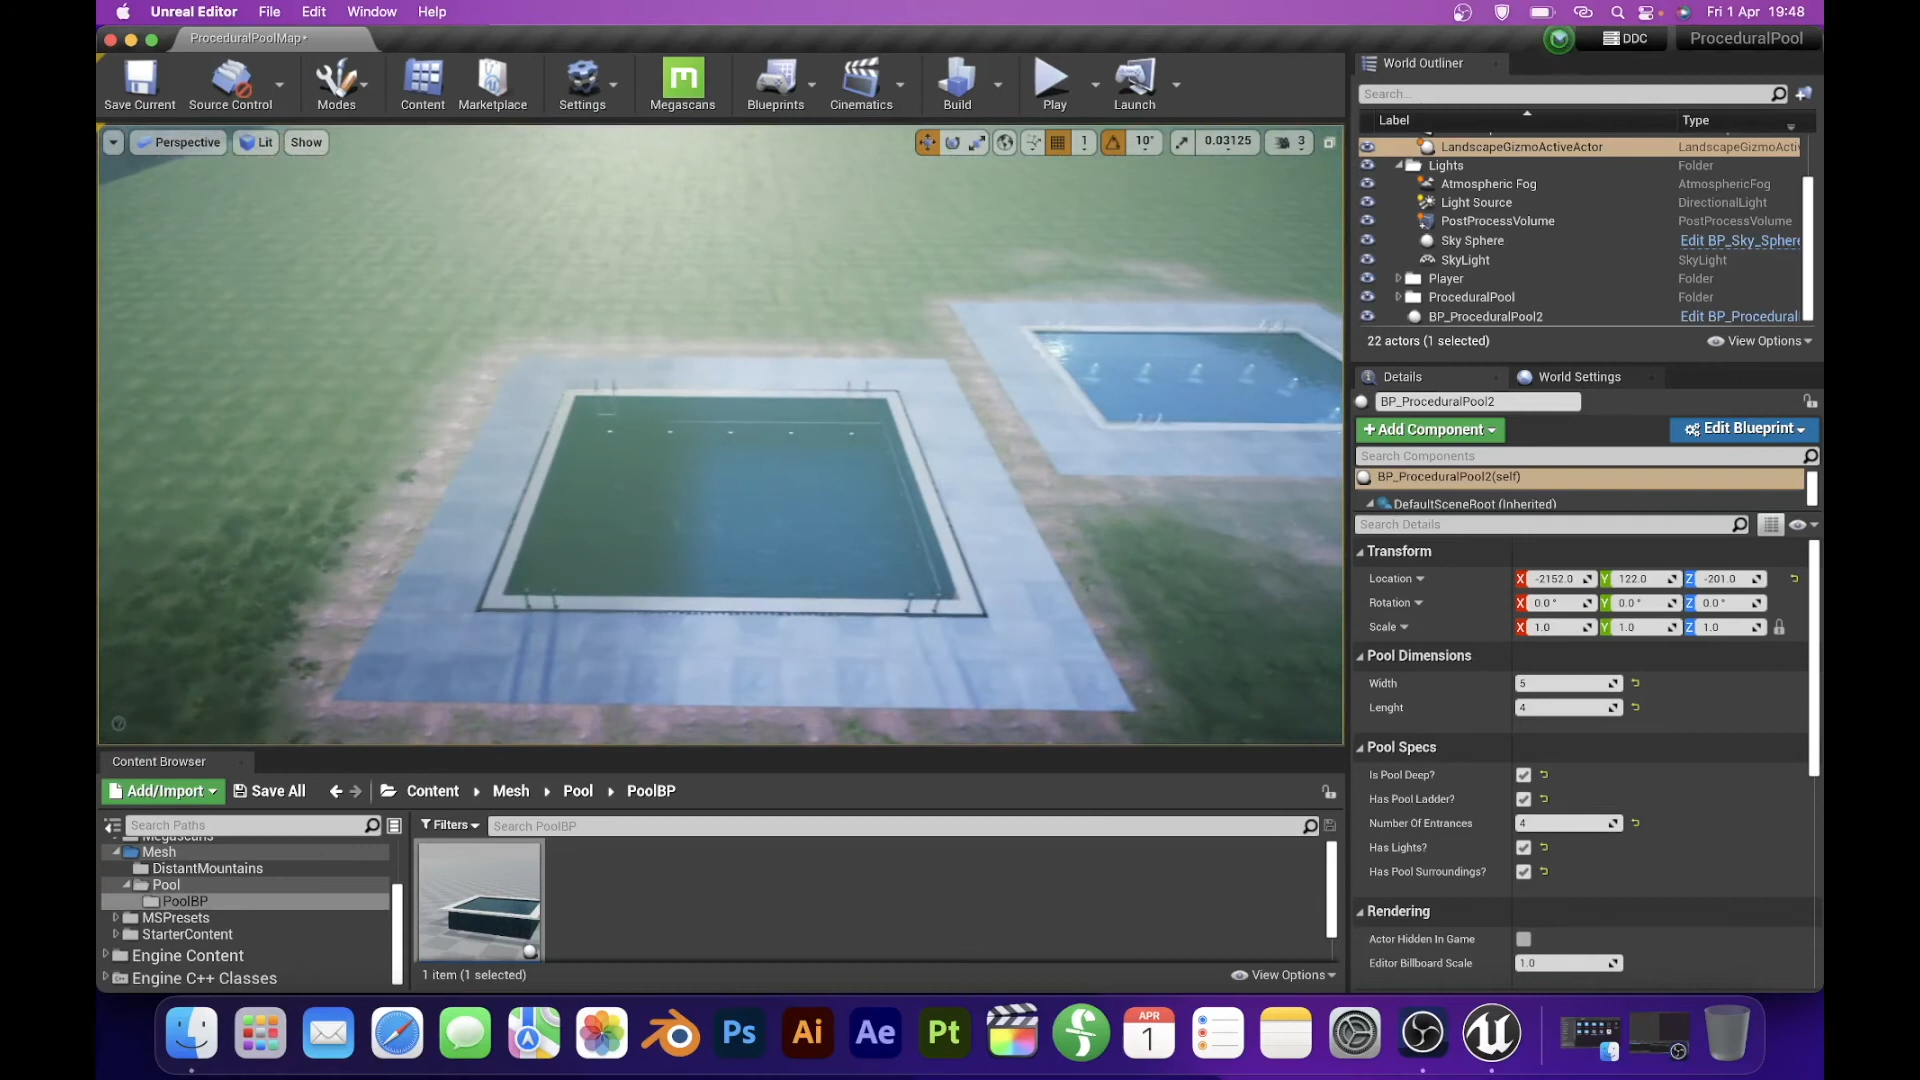 Unreal Editor File Edit Window Help
Fri 1 Apr 19:48
ProceduralPoolMap*
DDC
ProceduralPool
Save Current
Source Control
Modes
Content
Marketplace
Settings
Megascans
Blueprints
Cinematics
Build
Play
Launch
Perspective
Lit
Show
1
10°
0.03125
3
World Outliner
Search...
Label
Type
LandscapeGizmoActiveActor LandscapeGizmoActiv
Lights Folder
Atmospheric Fog AtmosphericFog
Light Source DirectionalLight
PostProcessVolume PostProcessVolume
Sky Sphere Edit BP_Sky_Sphere
SkyLight SkyLight
Player Folder
ProceduralPool Folder
BP_ProceduralPool2 Edit BP_Procedural
22 actors (1 selected)
View Options
Details
World Settings
BP_ProceduralPool2
+ Add Component
Edit Blueprint
Search Components
BP_ProceduralPool2(self)
DefaultSceneRoot (Inherited)
Search Details
Transform
Location X -2152.0 Y 122.0 Z -201.0
Rotation X 0.0° Y 0.0° Z 0.0°
Scale X 1.0 Y 1.0 Z 1.0
Pool Dimensions
Width 5
Lenght 4
Pool Specs
Is Pool Deep?
Has Pool Ladder?
Number Of Entrances 4
Has Lights?
Has Pool Surroundings?
Rendering
Actor Hidden In Game
Editor Billboard Scale 1.0
Content Browser
Add/Import
Save All
Content
Mesh
Pool
PoolBP
Search Paths
Filters
Search PoolBP
Megascans
Mesh
DistantMountains
Pool
PoolBP
MSPresets
StarterContent
Engine Content
Engine C++ Classes
1 item (1 selected)
View Options
Ps
Ai
Ae
Pt
APR
1